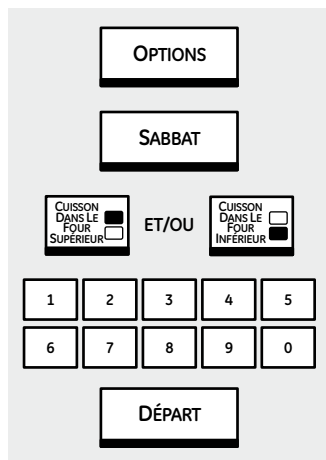 OPTIONS
SABBAT
CUISSON
DANS LE
FOUR
SUPÉRIEUR
ET/OU
CUISSON
DANS LE
FOUR
INFÉRIEUR
1 2 3 4 5
6 7 8 9 0
DÉPART